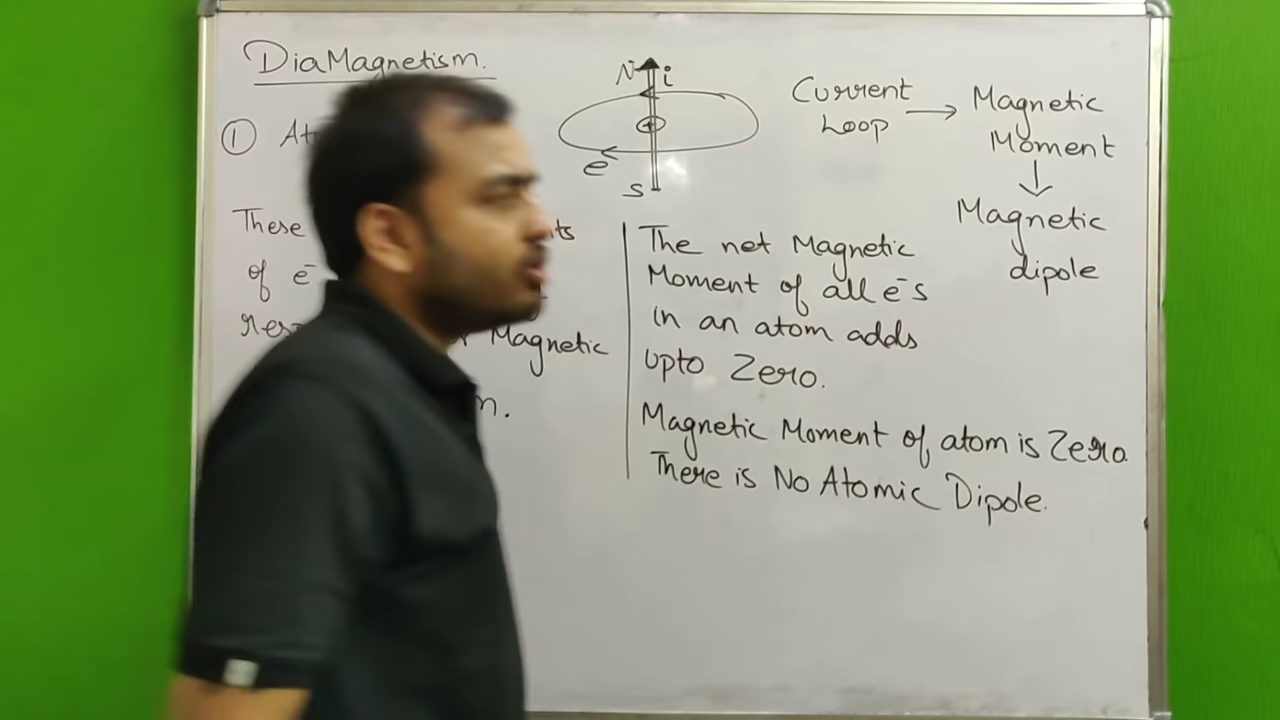 DiaMagnetism.
① At
N i
e
S
Current
Loop → Magnetic
Moment
↓
Magnetic
dipole
These
of e⁻
Magnetic
The net Magnetic
Moment of all e⁻s
in an atom adds
upto Zero.
Magnetic Moment of atom is Zero.
There is No Atomic Dipole.